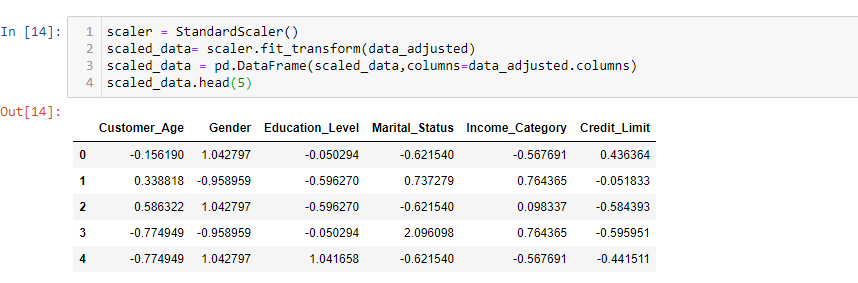 In [14]:
1 scaler = StandardScaler()
2 scaled_data= scaler.fit_transform(data_adjusted)
3 scaled_data = pd.DataFrame(scaled_data,columns=data_adjusted.columns)
4 scaled_data.head(5)
Out[14]:
Customer_Age Gender Education_Level Marital_Status Income_Category Credit_Limit
0 -0.156190 1.042797 -0.050294 -0.621540 -0.567691 0.436364
1 0.338818 -0.958959 -0.596270 0.737279 0.764365 -0.051833
2 0.586322 1.042797 -0.596270 -0.621540 0.098337 -0.584393
3 -0.774949 -0.958959 -0.050294 2.096098 0.764365 -0.595951
4 -0.774949 1.042797 1.041658 -0.621540 -0.567691 -0.441511